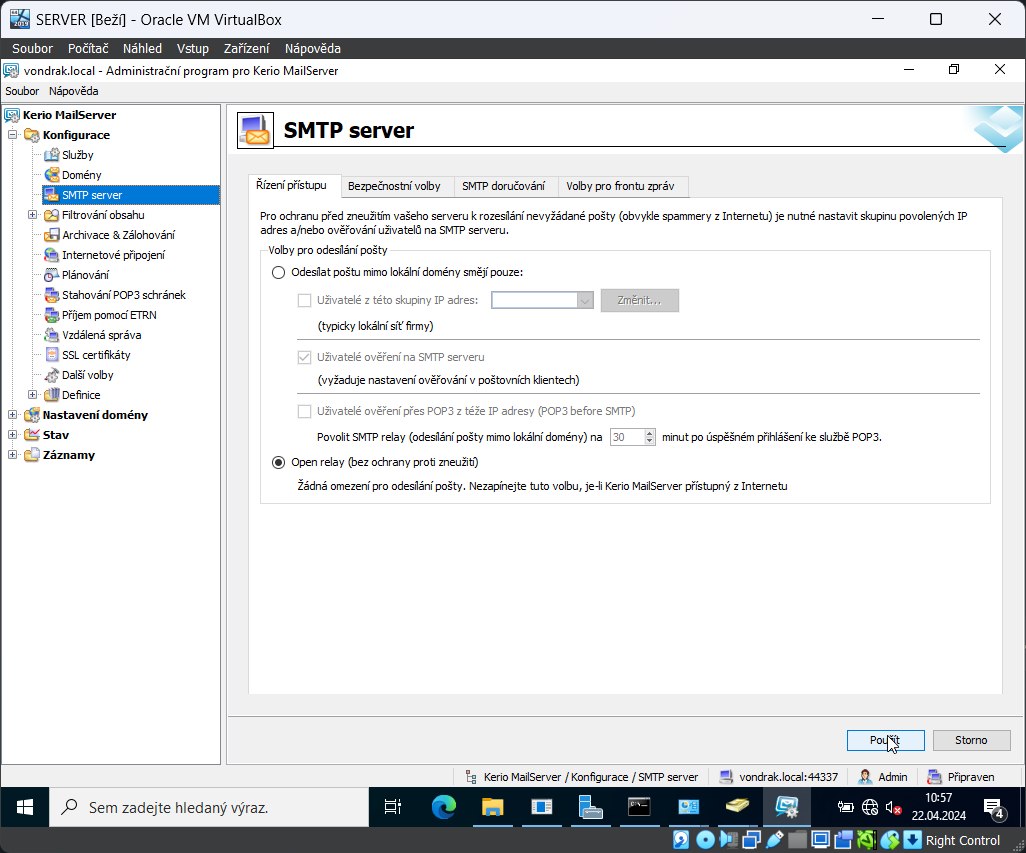 SERVER [Beží] - Oracle VM VirtualBox
Soubor Počítač Náhled Vstup Zařízení Nápověda
vondrak.local - Administrační program pro Kerio MailServer
Soubor Nápověda
Kerio MailServer
Konfigurace
Služby
Domény
SMTP server
Filtrování obsahu
Archivace & Zálohování
Internetové připojení
Plánování
Stahování POP3 schránek
Příjem pomocí ETRN
Vzdálená správa
SSL certifikáty
Další volby
Definice
Nastavení domény
Stav
Záznamy
SMTP server
Řízení přístupu Bezpečnostní volby SMTP doručování Volby pro frontu zpráv
Pro ochranu před zneužitím vašeho serveru k rozesílání nevyžádané pošty (obvykle spammery z Internetu) je nutné nastavit skupinu povolených IP
adres a/nebo ověřování uživatelů na SMTP serveru.
Volby pro odesílání pošty
Odesílat poštu mimo lokální domény smějí pouze:
Uživatelé z této skupiny IP adres: Změnit...
(typicky lokální síť firmy)
Uživatelé ověření na SMTP serveru
(vyžaduje nastavení ověřování v poštovních klientech)
Uživatelé ověření přes POP3 z téže IP adresy (POP3 before SMTP)
Povolit SMTP relay (odesílání pošty mimo lokální domény) na 30 minut po úspěšném přihlášení ke službě POP3.
Open relay (bez ochrany proti zneužití)
Žádná omezení pro odesílání pošty. Nezapínejte tuto volbu, je-li Kerio MailServer přístupný z Internetu
Použít Storno
Kerio MailServer / Konfigurace / SMTP server vondrak.local:44337 Admin Připraven
Sem zadejte hledaný výraz.
10:57
22.04.2024
4
Right Control